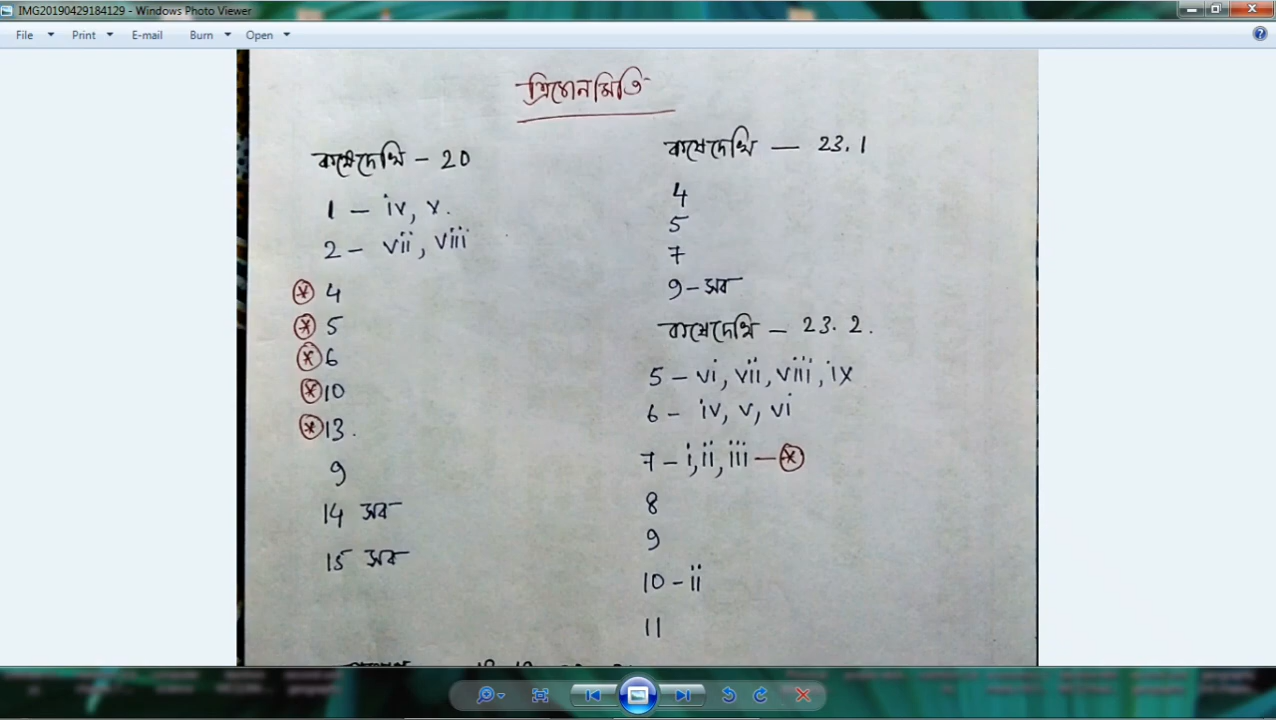 IMG20190429184129 - Windows Photo Viewer
File Print E-mail Burn Open
ত্রিকোনমিতি
কষেদেখি - 20
1 - iv, x.
2 - vii, viii
4
5
6
10
13.
9
14 সব
15 সব
কষেদেখি - 23.1
4
5
7
9 - সব
কষেদেখি - 23.2.
5 - vi, vii, viii, ix
6 - iv, v, vi
7 - i, ii, iii -
8
9
10 - ii
11